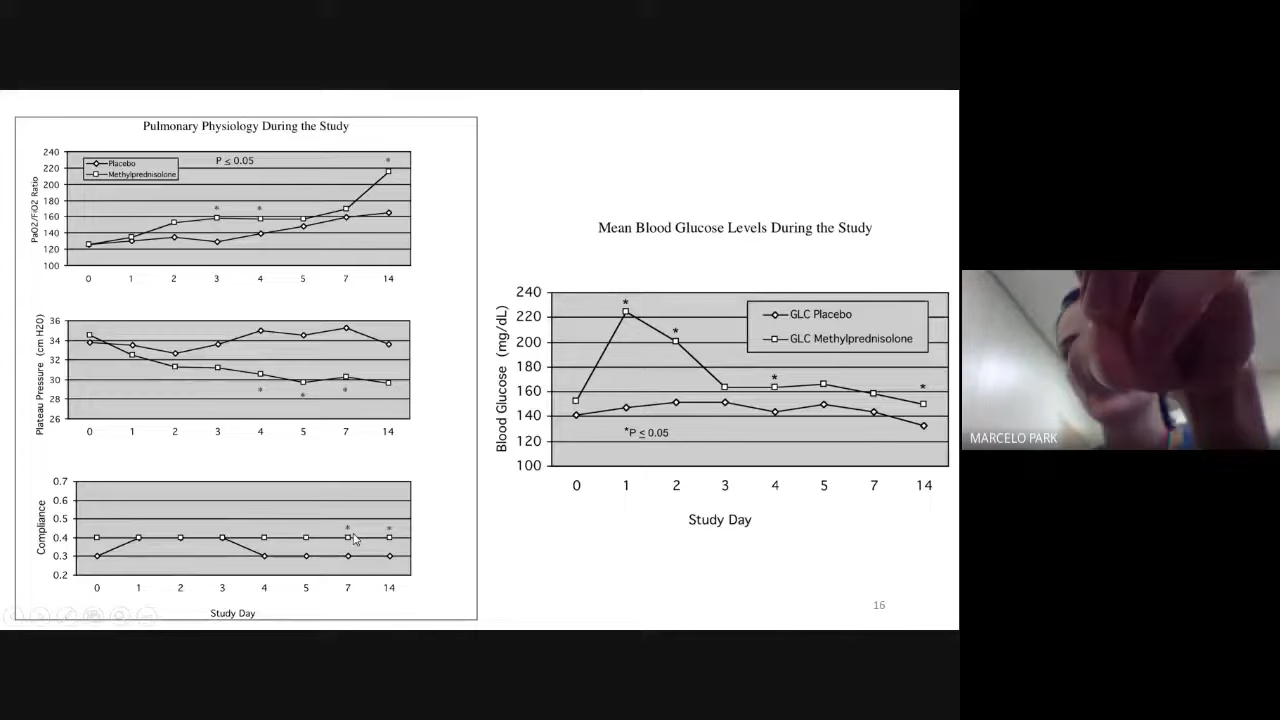 Pulmonary Physiology During the Study
240
220
200
180
160
140
120
100
PaO2/FiO2 Ratio
Placebo
Methylprednisolone
P ≤ 0.05
*
* *
0 1 2 3 4 5 7 14
36
34
32
30
28
26
Plateau Pressure (cm H2O)
* * *
0 1 2 3 4 5 7 14
0.7
0.6
0.5
0.4
0.3
0.2
Compliance
* *
0 1 2 3 4 5 7 14
Study Day
Mean Blood Glucose Levels During the Study
240
220
200
180
160
140
120
100
Blood Glucose (mg/dL)
GLC Placebo
GLC Methylprednisolone
* * * *
*P ≤ 0.05
0 1 2 3 4 5 7 14
Study Day
16
MARCELO PARK